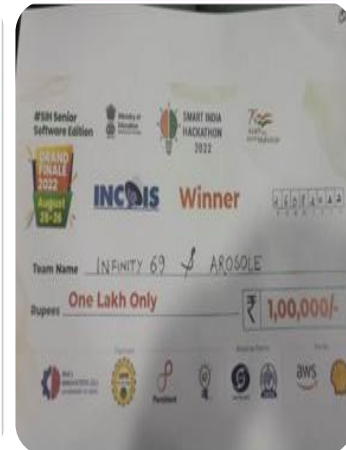 #SIH Senior
Software Edition
Ministry of
Education
SMART INDIA
HACKATHON
2022
GRAND
FINALE
2022
August
25-26
INCOIS
Winner
Team Name INFINITY 69 & AROSOLE
Rupees One Lakh Only
₹ 1,00,000/-
Persistent
aws